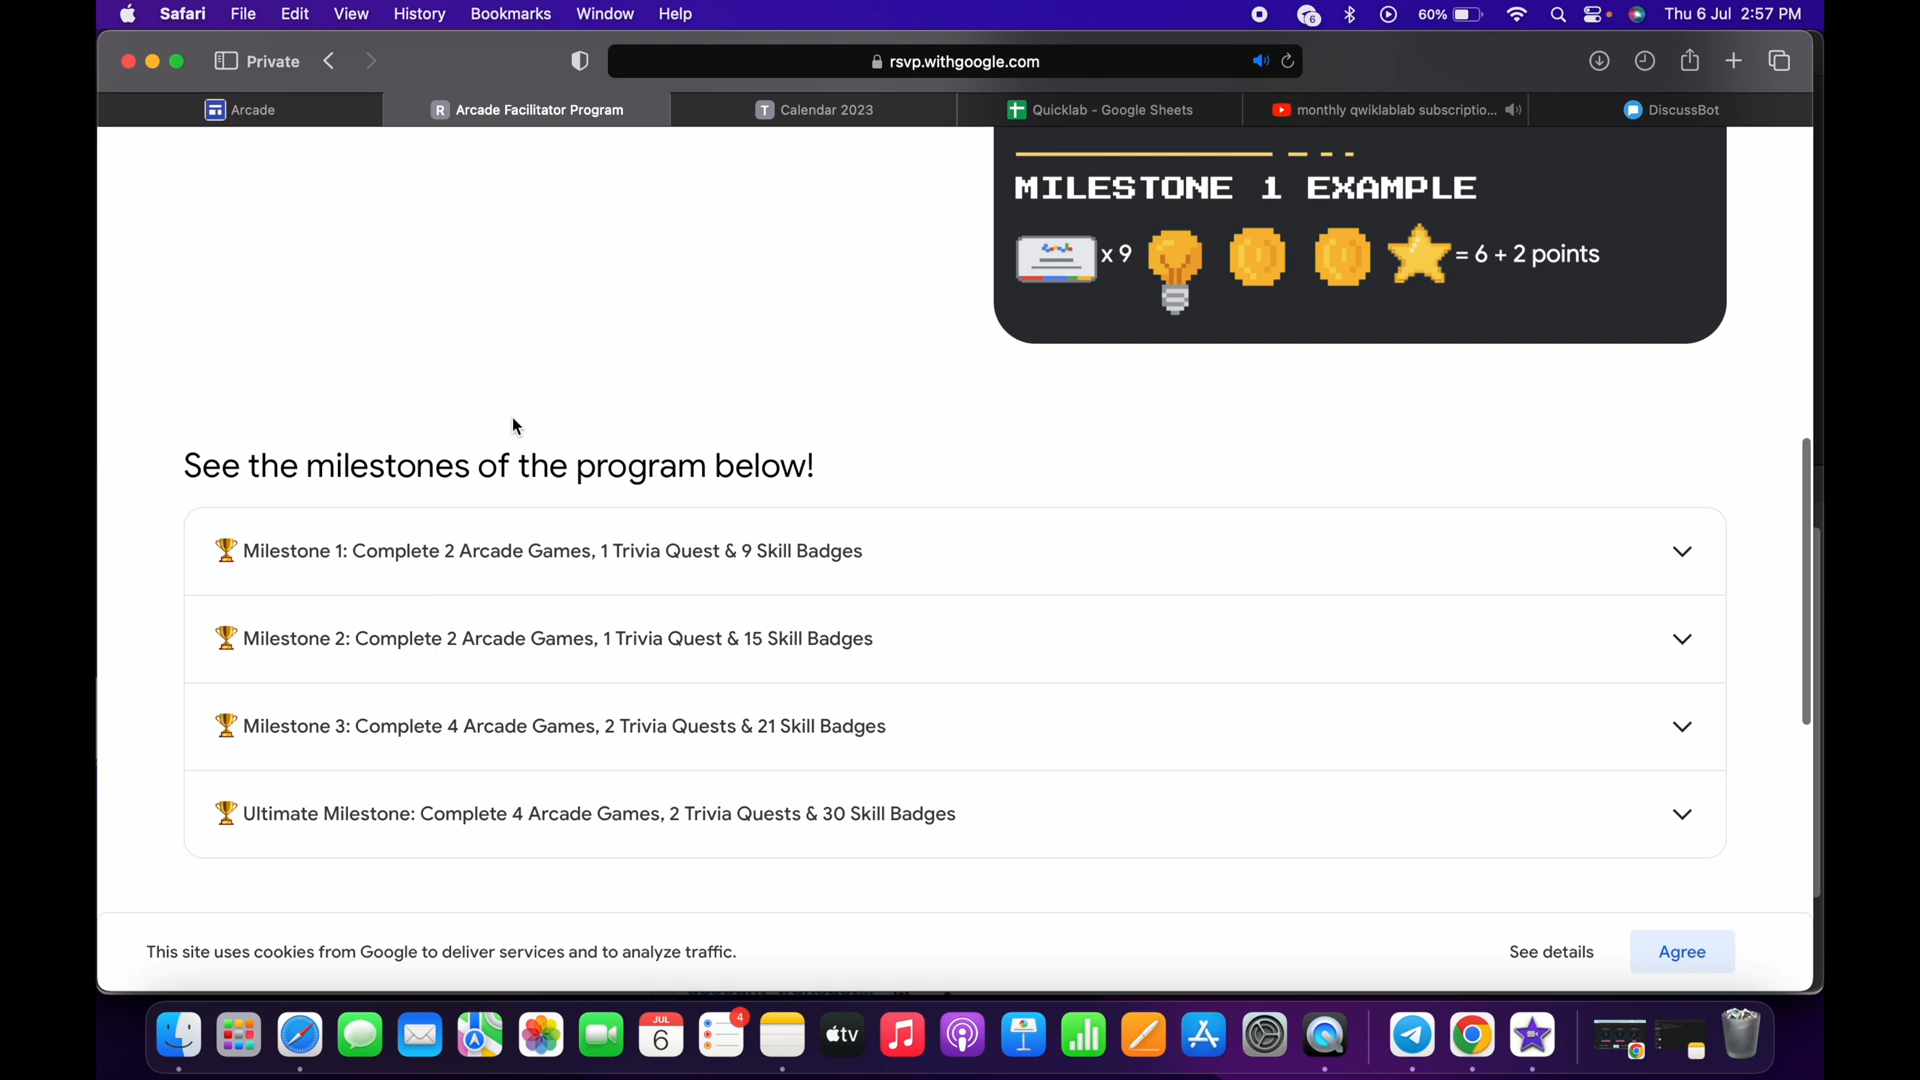 Safari File Edit View History Bookmarks Window Help 6 60% Thu 6 Jul 2:57 PM
Private rsvp.withgoogle.com
Arcade R Arcade Facilitator Program T Calendar 2023 Quicklab - Google Sheets monthly qwiklablab subscriptio... DiscussBot
MILESTONE 1 EXAMPLE
x 9 = 6 + 2 points
See the milestones of the program below!
🏆 Milestone 1: Complete 2 Arcade Games, 1 Trivia Quest & 9 Skill Badges
🏆 Milestone 2: Complete 2 Arcade Games, 1 Trivia Quest & 15 Skill Badges
🏆 Milestone 3: Complete 4 Arcade Games, 2 Trivia Quests & 21 Skill Badges
🏆 Ultimate Milestone: Complete 4 Arcade Games, 2 Trivia Quests & 30 Skill Badges
This site uses cookies from Google to deliver services and to analyze traffic. See details Agree
JUL 4 tv
6